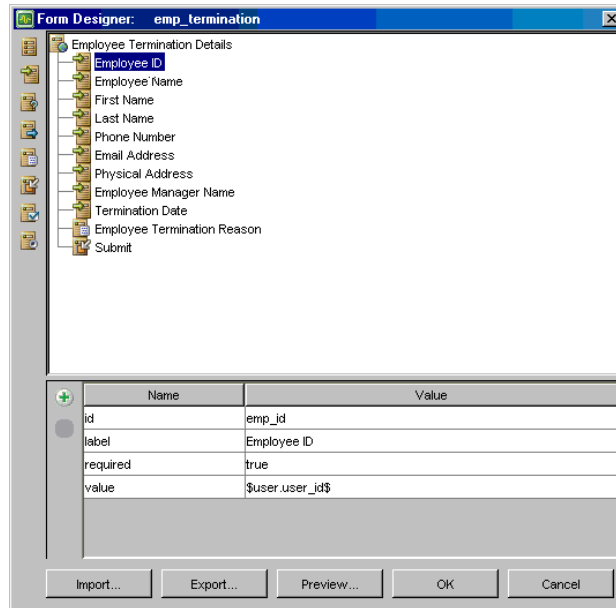 Form Designer: emp_termination
Employee Termination Details
Employee ID
Employee Name
First Name
Last Name
Phone Number
Email Address
Physical Address
Employee Manager Name
Termination Date
Employee Termination Reason
Submit
Name Value
id emp_id
label Employee ID
required true
value $user.user_id$
Import... Export... Preview... OK Cancel